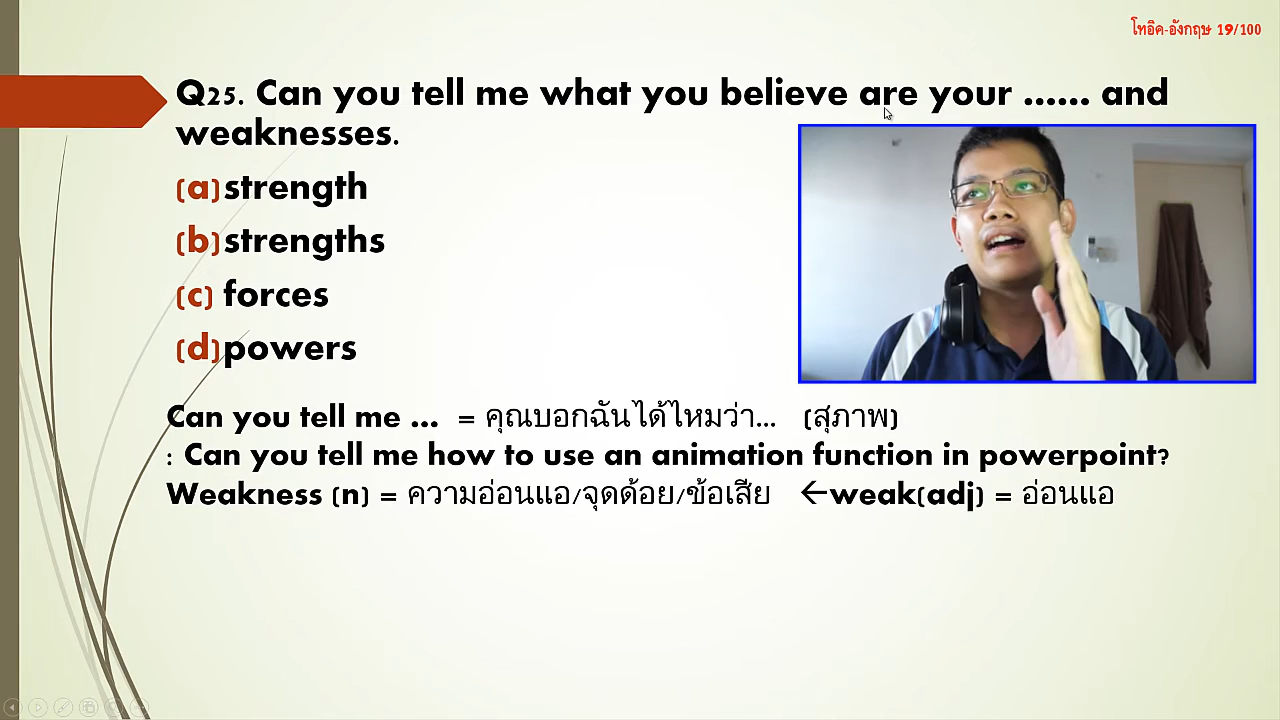 โทอิค-อังกฤษ 19/100
Q25. Can you tell me what you believe are your ...... and
weaknesses.
(a)strength
(b)strengths
(c) forces
(d)powers
Can you tell me ... = คุณบอกฉันได้ไหมว่า... (สุภาพ)
: Can you tell me how to use an animation function in powerpoint?
Weakness (n) = ความอ่อนแอ/จุดด้อย/ข้อเสีย ←weak(adj) = อ่อนแอ